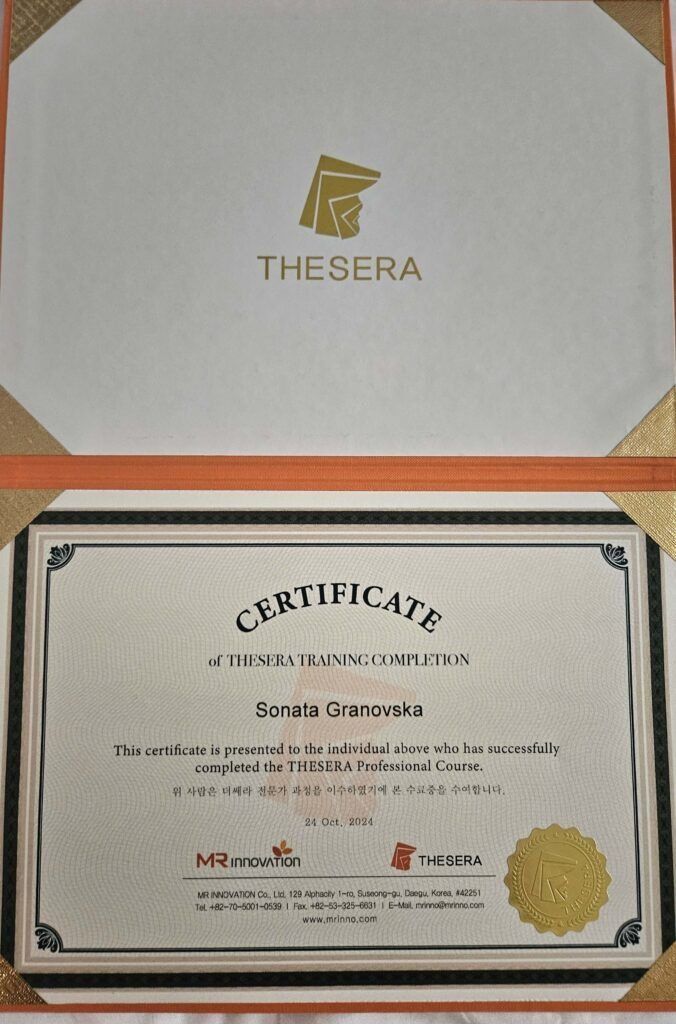 THESERA
CERTIFICATE
of THESERA TRAINING COMPLETION
Sonata Granovska
This certificate is presented to the individual above who has successfully
completed the THESERA Professional Course.
위 사람은 더쎄라 전문가 과정을 이수하였기에 본 수료증을 수여합니다.
24 Oct, 2024
MR INNOVATION THESERA
MR INNOVATION Co., Ltd, 129 Alphacity 1-ro, Suseong-gu, Daegu, Korea, #42251
Tel. +82-70-5001-0539 | Fax. +82-53-325-6631 | E-Mail. mrinno@mrinno.com
www.mrinno.com